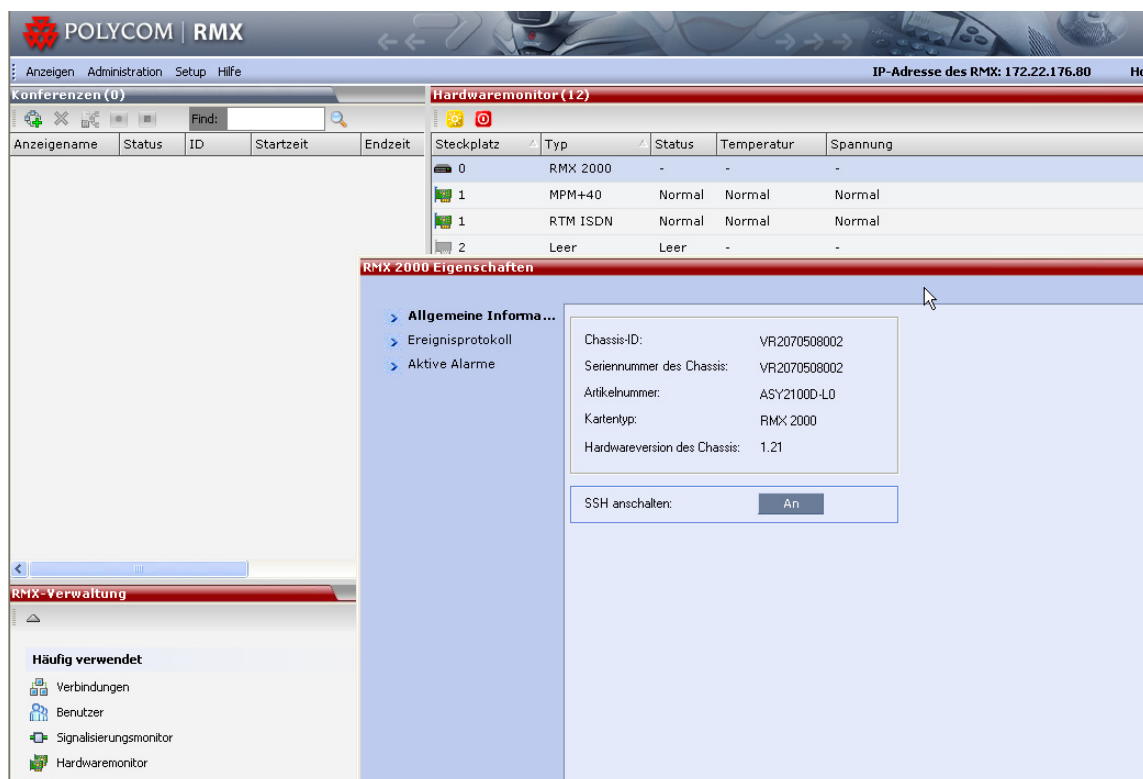 POLYCOM | RMX
Anzeigen Administration Setup Hilfe
IP-Adresse des RMX: 172.22.176.80
Konferenzen (0)
Find:
Anzeigename Status ID Startzeit Endzeit
Hardwaremonitor (12)
Steckplatz Typ Status Temperatur Spannung
0 RMX 2000 - - -
1 MPM+40 Normal Normal Normal
1 RTM ISDN Normal Normal Normal
2 Leer Leer - -
RMX 2000 Eigenschaften
Allgemeine Informa...
Ereignisprotokoll
Aktive Alarme
Chassis-ID: VR2070508002
Seriennummer des Chassis: VR2070508002
Artikelnummer: ASY2100D-L0
Kartentyp: RMX 2000
Hardwareversion des Chassis: 1.21
SSH anschalten: An
RMX-Verwaltung
Häufig verwendet
Verbindungen
Benutzer
Signalisierungsmonitor
Hardwaremonitor